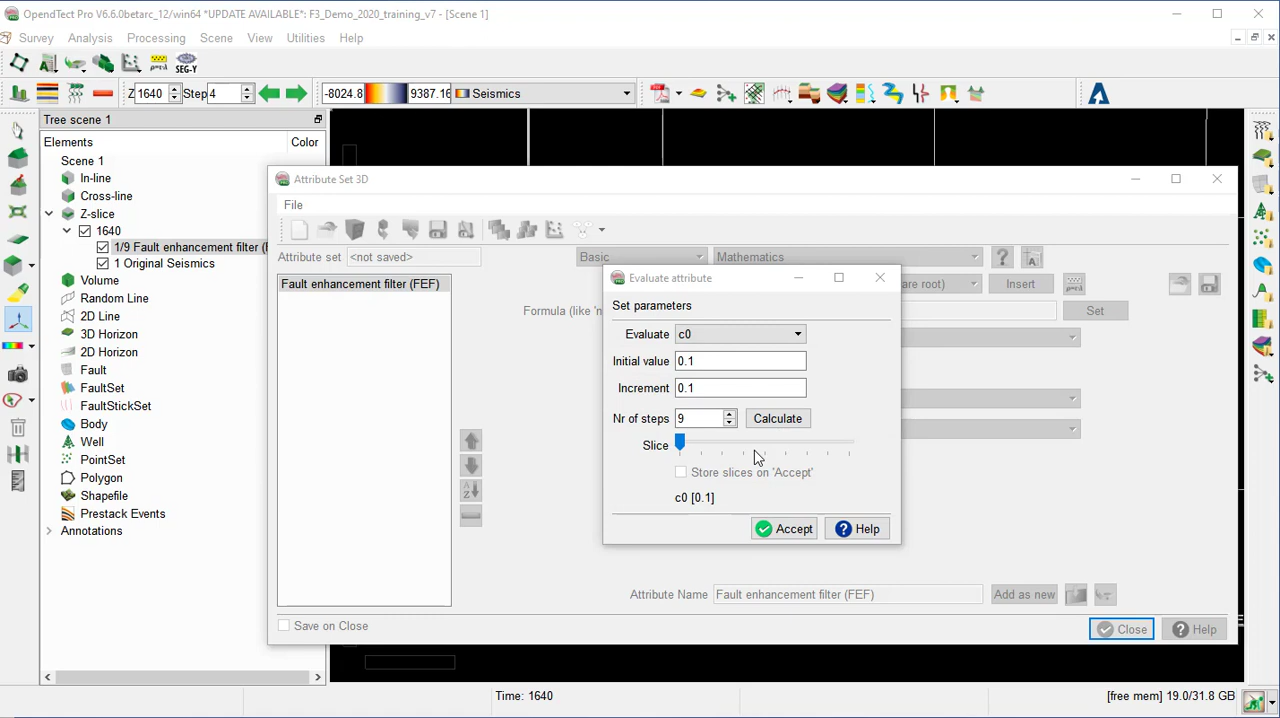 OpendTect Pro V6.6.0betarc_12/win64 *UPDATE AVAILABLE*: F3_Demo_2020_training_v7 - [Scene 1]
Survey Analysis Processing Scene View Utilities Help
SEG-Y
Z 1640 Step 4 -8024.8 9387.16 Seismics
Tree scene 1
Elements Color
Scene 1
In-line
Cross-line
Z-slice
1640
1/9 Fault enhancement filter (
1 Original Seismics
Volume
Random Line
2D Line
3D Horizon
2D Horizon
Fault
FaultSet
FaultStickSet
Body
Well
PointSet
Polygon
Shapefile
Prestack Events
Annotations
Attribute Set 3D
File
Attribute set <not saved> Basic Mathematics
Fault enhancement filter (FEF)
are root) Insert
Formula (like 'n Set
Evaluate attribute
Set parameters
Evaluate c0
Initial value 0.1
Increment 0.1
Nr of steps 9 Calculate
Slice
Store slices on 'Accept'
c0 [0.1]
Accept Help
Attribute Name Fault enhancement filter (FEF) Add as new
Save on Close Close Help
Time: 1640 [free mem] 19.0/31.8 GB